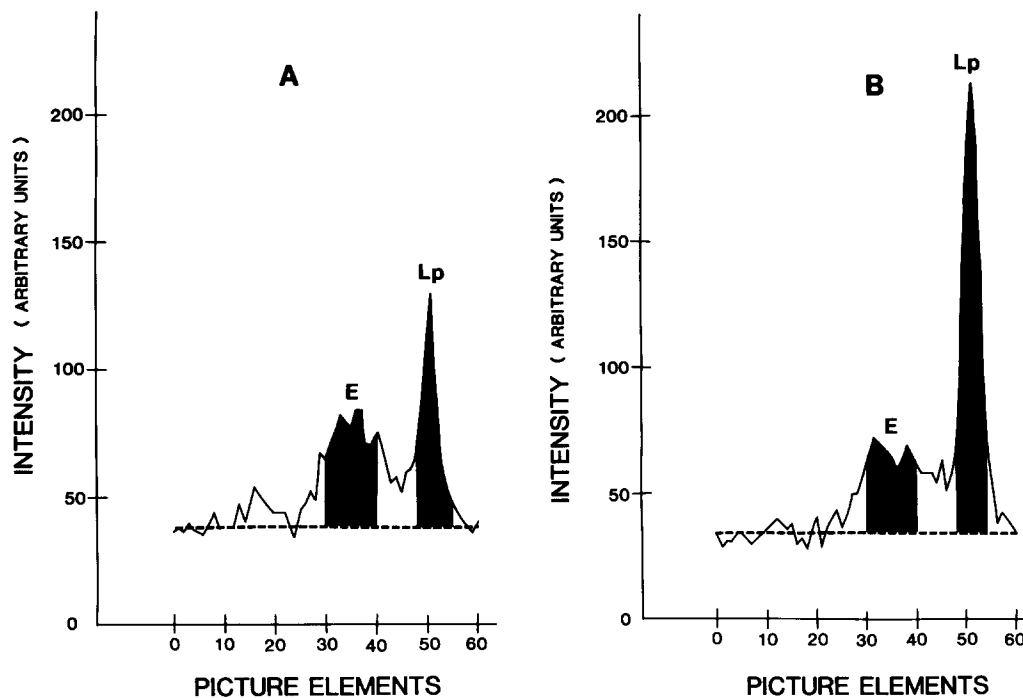 A
INTENSITY ( ARBITRARY UNITS )
200
150
100
50
0
E
Lp
0 10 20 30 40 50 60
PICTURE ELEMENTS
B
INTENSITY ( ARBITRARY UNITS )
200
150
100
50
0
E
Lp
0 10 20 30 40 50 60
PICTURE ELEMENTS